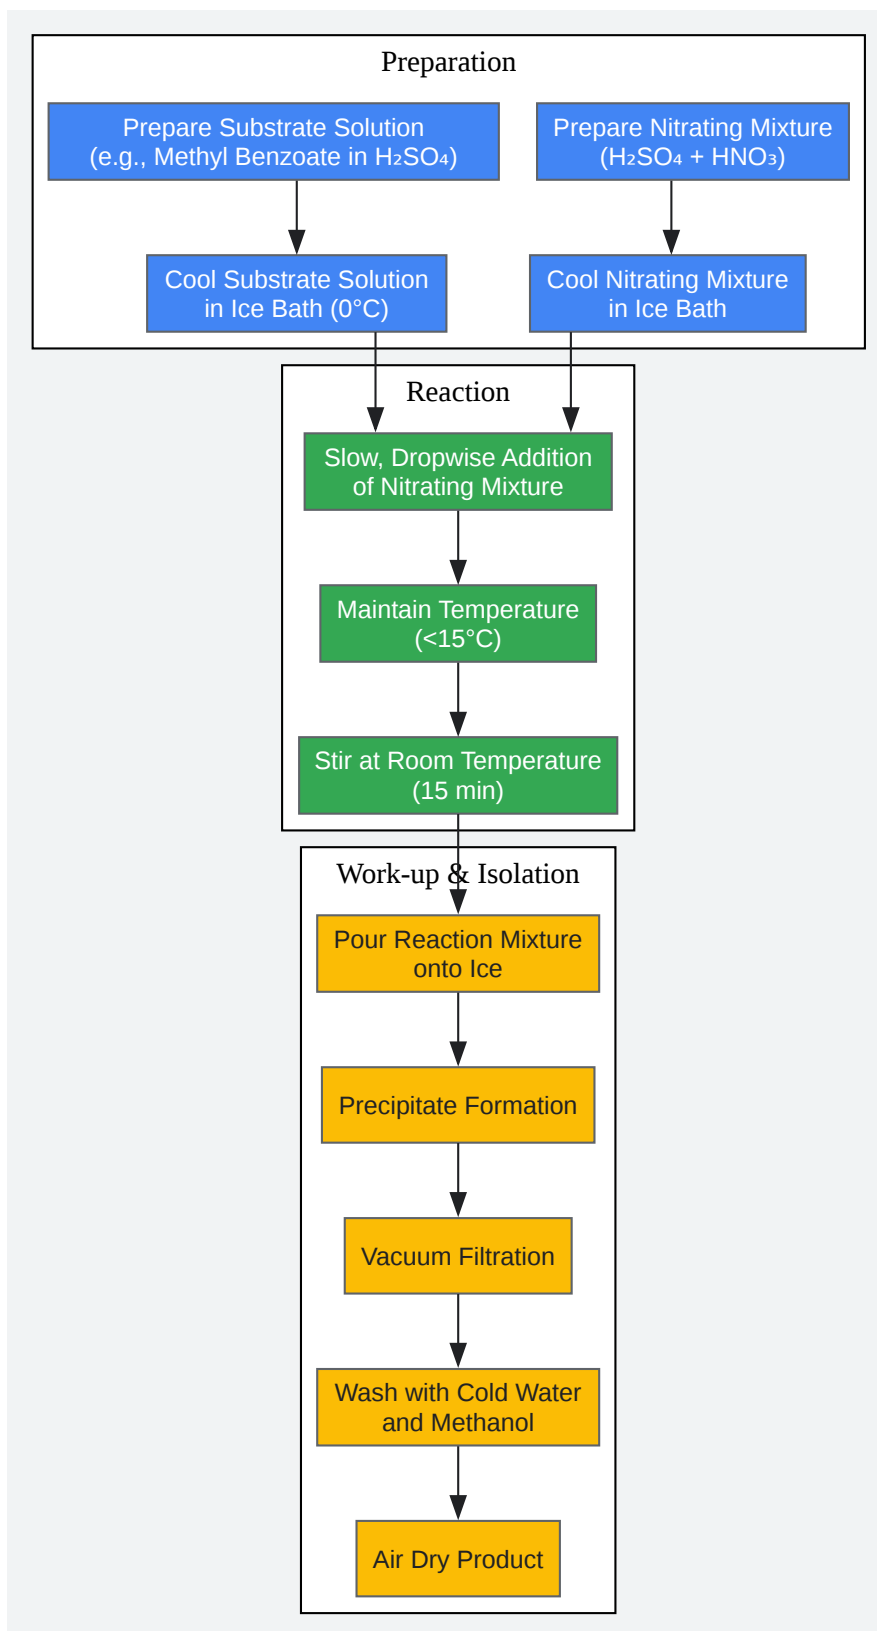 Preparation
Prepare Substrate Solution
(e.g., Methyl Benzoate in H₂SO₄)
Prepare Nitrating Mixture
(H₂SO₄ + HNO₃)
Cool Substrate Solution
in Ice Bath (0°C)
Cool Nitrating Mixture
in Ice Bath
Reaction
Slow, Dropwise Addition
of Nitrating Mixture
Maintain Temperature
(<15°C)
Stir at Room Temperature
(15 min)
Work-up & Isolation
Pour Reaction Mixture
onto Ice
Precipitate Formation
Vacuum Filtration
Wash with Cold Water
and Methanol
Air Dry Product